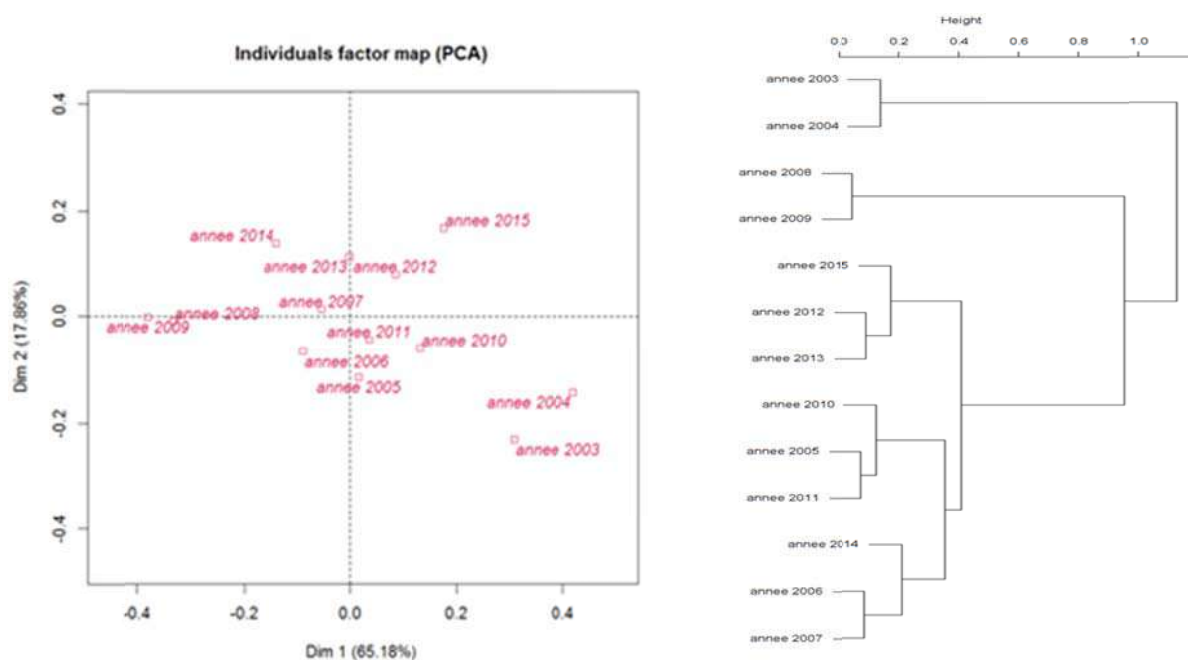 Individuals factor map (PCA)
0.4
0.2
0.0
-0.2
-0.4
Dim 2 (17.86%)
annee 2015
annee 2014
annee 2013
annee 2012
annee 2007
annee 2008
annee 2009
annee 2011
annee 2010
annee 2006
annee 2005
annee 2004
annee 2003
-0.4
-0.2
0.0
0.2
0.4
Dim 1 (65.18%)
Height
0.2
0.4
0.6
0.8
1.0
annee 2003
annee 2004
annee 2008
annee 2009
annee 2015
annee 2012
annee 2013
annee 2010
annee 2005
annee 2011
annee 2014
annee 2006
annee 2007